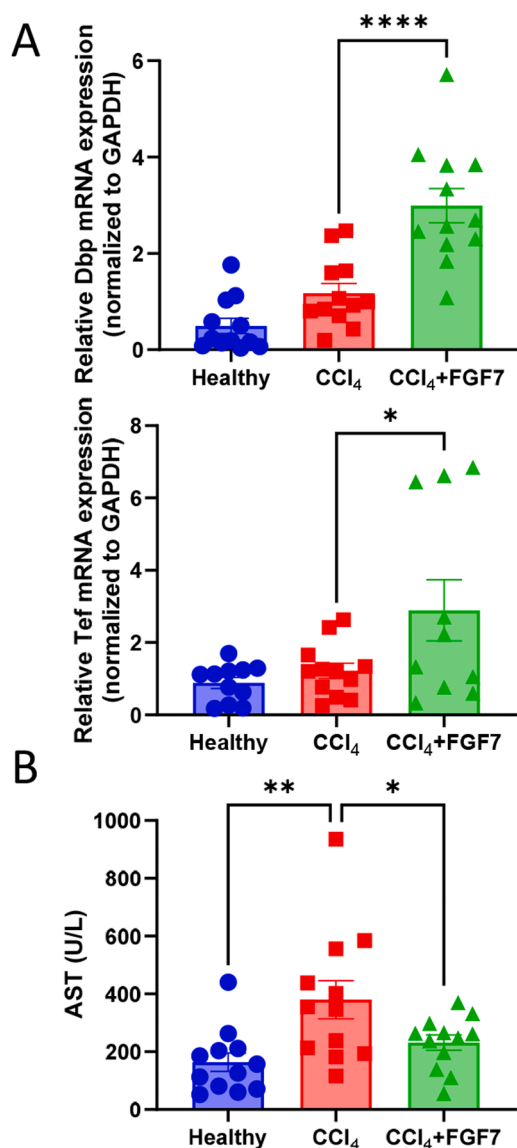 A
Relative Dbp mRNA expression
(normalized to GAPDH)
****
6
4
2
0
Healthy
CCl₄
CCl₄+FGF7
Relative Tef mRNA expression
(normalized to GAPDH)
*
8
6
4
2
0
Healthy
CCl₄
CCl₄+FGF7
B
AST (U/L)
**
*
1000
800
600
400
200
0
Healthy
CCl₄
CCl₄+FGF7